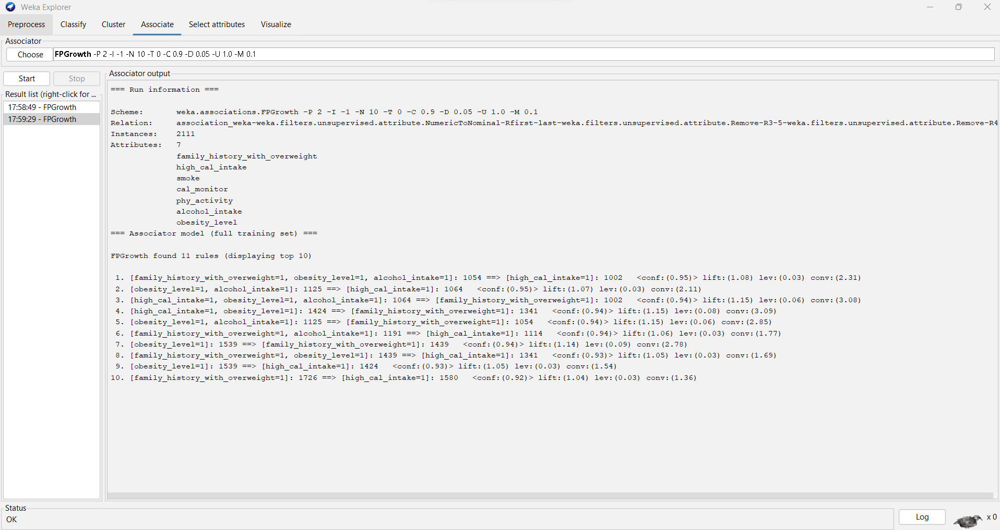 Weka Explorer
Preprocess Classify Cluster Associate Select attributes Visualize
Associator
Choose FPGrowth -P 2 -I -1 -N 10 -T 0 -C 0.9 -D 0.05 -U 1.0 -M 0.1
Start Stop
Result list (right-click for ...
17:58:49 - FPGrowth
17:59:29 - FPGrowth
Associator output
=== Run information ===
Scheme: weka.associations.FPGrowth -P 2 -I -1 -N 10 -T 0 -C 0.9 -D 0.05 -U 1.0 -M 0.1
Relation: association_weka-weka.filters.unsupervised.attribute.NumericToNominal-Rfirst-last-weka.filters.unsupervised.attribute.Remove-R3-5-weka.filters.unsupervised.attribute.Remove-R4
Instances: 2111
Attributes: 7
family_history_with_overweight
high_cal_intake
smoke
cal_monitor
phy_activity
alcohol_intake
obesity_level
=== Associator model (full training set) ===
FPGrowth found 11 rules (displaying top 10)
1. [family_history_with_overweight=1, obesity_level=1, alcohol_intake=1]: 1054 ==> [high_cal_intake=1]: 1002 <conf:(0.95)> lift:(1.08) lev:(0.03) conv:(2.31)
2. [obesity_level=1, alcohol_intake=1]: 1125 ==> [high_cal_intake=1]: 1064 <conf:(0.95)> lift:(1.07) lev:(0.03) conv:(2.11)
3. [high_cal_intake=1, obesity_level=1, alcohol_intake=1]: 1064 ==> [family_history_with_overweight=1]: 1002 <conf:(0.94)> lift:(1.15) lev:(0.06) conv:(3.08)
4. [high_cal_intake=1, obesity_level=1]: 1424 ==> [family_history_with_overweight=1]: 1341 <conf:(0.94)> lift:(1.15) lev:(0.08) conv:(3.09)
5. [obesity_level=1, alcohol_intake=1]: 1125 ==> [family_history_with_overweight=1]: 1054 <conf:(0.94)> lift:(1.15) lev:(0.06) conv:(2.85)
6. [family_history_with_overweight=1, alcohol_intake=1]: 1191 ==> [high_cal_intake=1]: 1114 <conf:(0.94)> lift:(1.06) lev:(0.03) conv:(1.77)
7. [obesity_level=1]: 1539 ==> [family_history_with_overweight=1]: 1439 <conf:(0.94)> lift:(1.14) lev:(0.09) conv:(2.78)
8. [family_history_with_overweight=1, obesity_level=1]: 1439 ==> [high_cal_intake=1]: 1341 <conf:(0.93)> lift:(1.05) lev:(0.03) conv:(1.69)
9. [obesity_level=1]: 1539 ==> [high_cal_intake=1]: 1424 <conf:(0.93)> lift:(1.05) lev:(0.03) conv:(1.54)
10. [family_history_with_overweight=1]: 1726 ==> [high_cal_intake=1]: 1580 <conf:(0.92)> lift:(1.04) lev:(0.03) conv:(1.36)
Status
OK
Log x 0